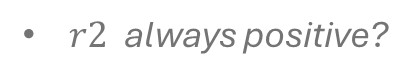 • r2 always positive?